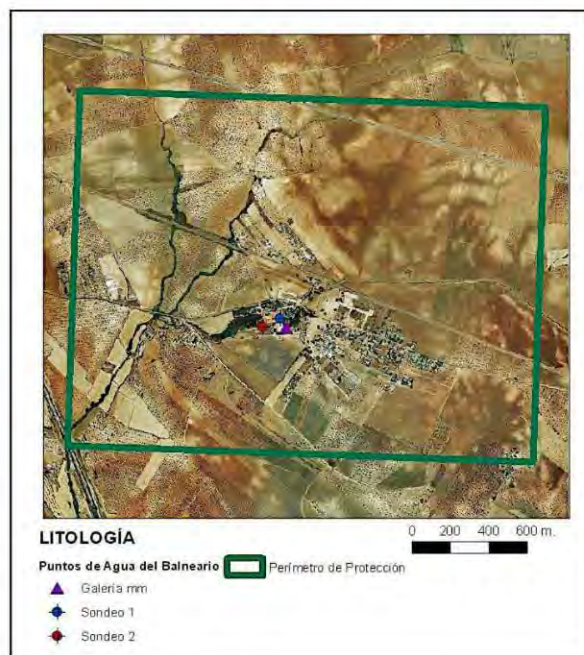 LITOLOGÍA
0 200 400 600 m.
Puntos de Agua del Balneario
Perímetro de Protección
Galería mm
Sondeo 1
Sondeo 2